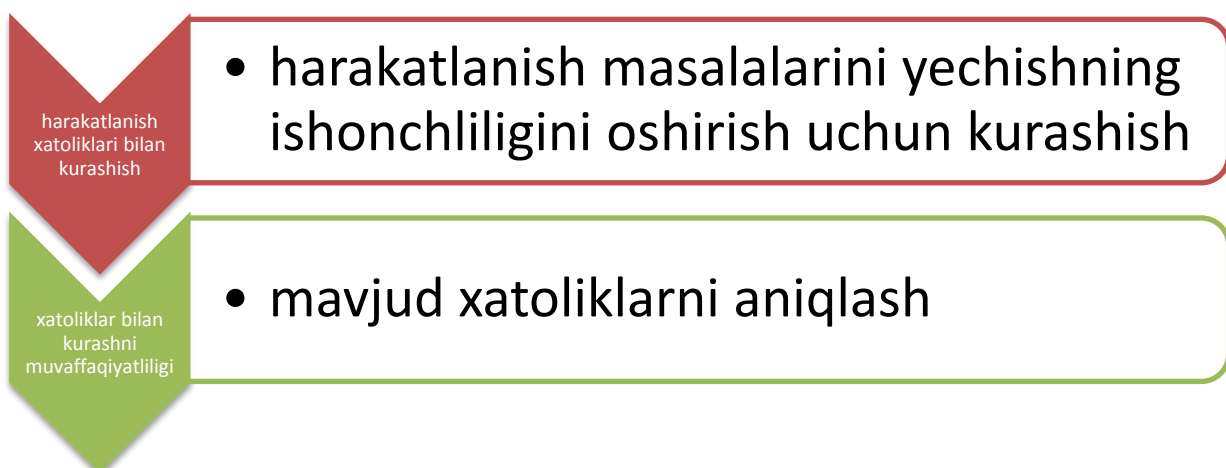 harakatlanish
xatoliklari bilan
kurashish
• harakatlanish masalalarini yechishning
ishonchliligini oshirish uchun kurashish
xatoliklar bilan
kurashni
muvaffaqiyatliligi
• mavjud xatoliklarni aniqlash